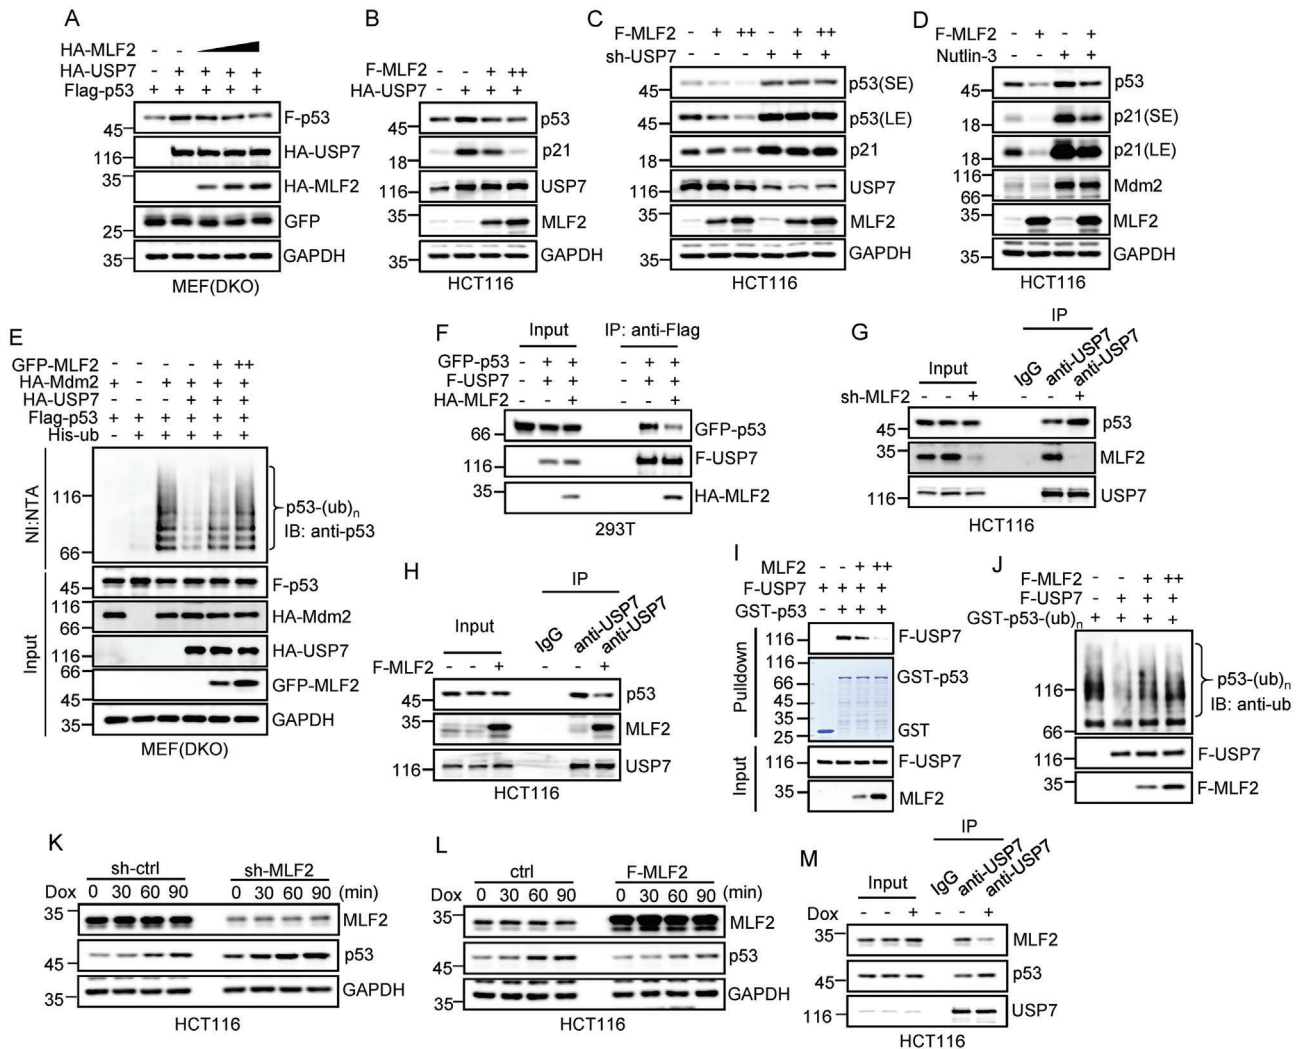 A
HA-MLF2 - -
HA-USP7 - + + + +
Flag-p53 + + + + +
45 F-p53
116 HA-USP7
35 HA-MLF2
25 GFP
35 GAPDH
MEF(DKO)
B
F-MLF2 - - + ++
HA-USP7 - + + +
45 p53
18 p21
116 USP7
35 MLF2
35 GAPDH
HCT116
C
F-MLF2 - + ++ - + ++
sh-USP7 - - - + + +
45 p53(SE)
45 p53(LE)
18 p21
116 USP7
35 MLF2
35 GAPDH
HCT116
D
F-MLF2 - + - +
Nutlin-3 - - + +
45 p53
18 p21(SE)
18 p21(LE)
116 Mdm2
66
35 MLF2
35 GAPDH
HCT116
E
GFP-MLF2 - - - - + ++
HA-Mdm2 + - + + + +
HA-USP7 - - - + + +
Flag-p53 + + + + + +
His-ub - + + + + +
NI:NTA
116 p53-(ub)n
IB: anti-p53
66
Input
45 F-p53
116 HA-Mdm2
66
116 HA-USP7
66 GFP-MLF2
45
35 GAPDH
MEF(DKO)
F
Input IP: anti-Flag
GFP-p53 - + + - + +
F-USP7 - + + - + +
HA-MLF2 - - + - - +
66 GFP-p53
116 F-USP7
35 HA-MLF2
293T
G
IP
Input IgG anti-USP7 anti-USP7
sh-MLF2 - - + - - +
45 p53
35 MLF2
116 USP7
HCT116
H
IP
Input IgG anti-USP7 anti-USP7
F-MLF2 - - + - - +
45 p53
35 MLF2
116 USP7
HCT116
I
MLF2 - - + ++
F-USP7 + + + +
GST-p53 - + + +
Pulldown
116 F-USP7
116 GST-p53
66
45
35
25 GST
Input
116 F-USP7
35 MLF2
J
F-MLF2 - - + ++
F-USP7 - + + +
GST-p53-(ub)n + + + +
116 p53-(ub)n
IB: anti-ub
66
116 F-USP7
35 F-MLF2
K
sh-ctrl sh-MLF2
Dox 0 30 60 90 0 30 60 90 (min)
35 MLF2
45 p53
35 GAPDH
HCT116
L
ctrl F-MLF2
Dox 0 30 60 90 0 30 60 90 (min)
35 MLF2
45 p53
35 GAPDH
HCT116
M
IP
Input IgG anti-USP7 anti-USP7
Dox - - + - - +
35 MLF2
45 p53
116 USP7
HCT116